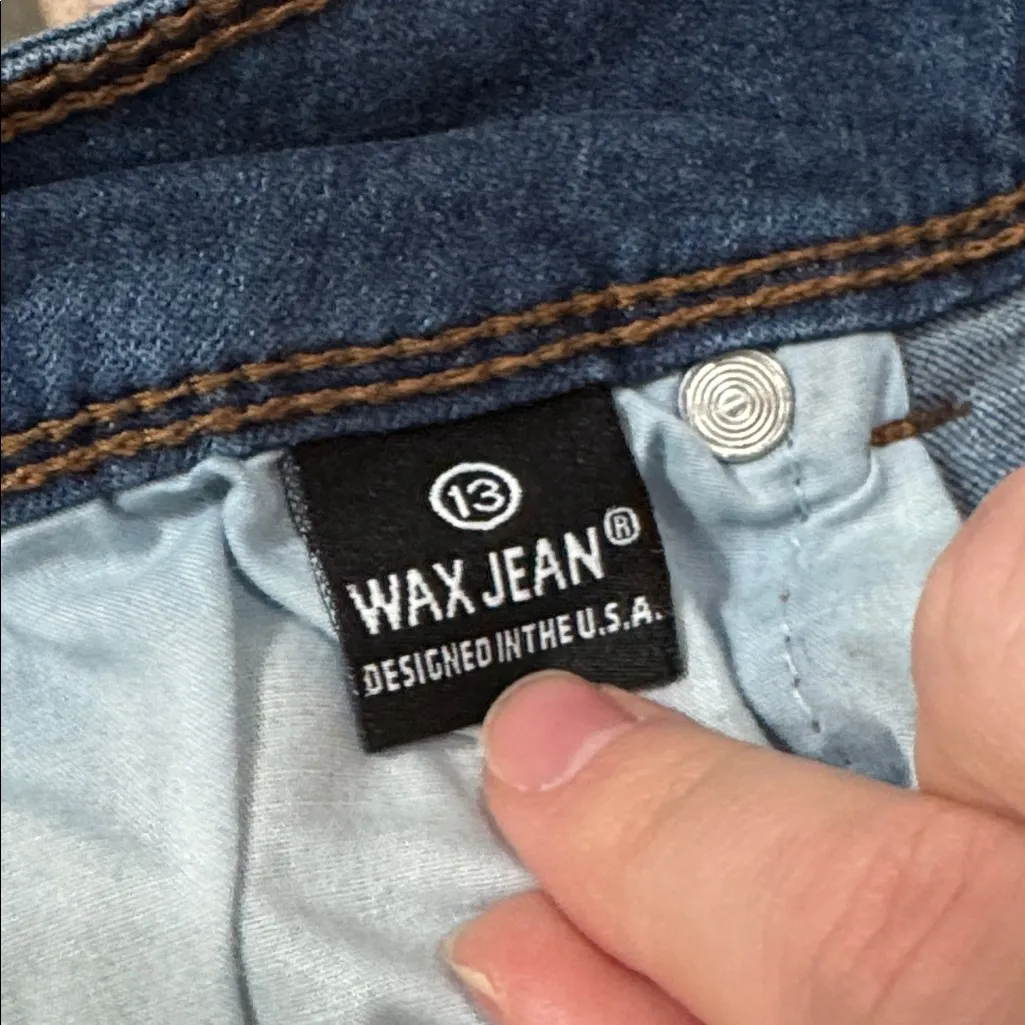 13
WAX JEAN®
DESIGNED IN THE U.S.A.